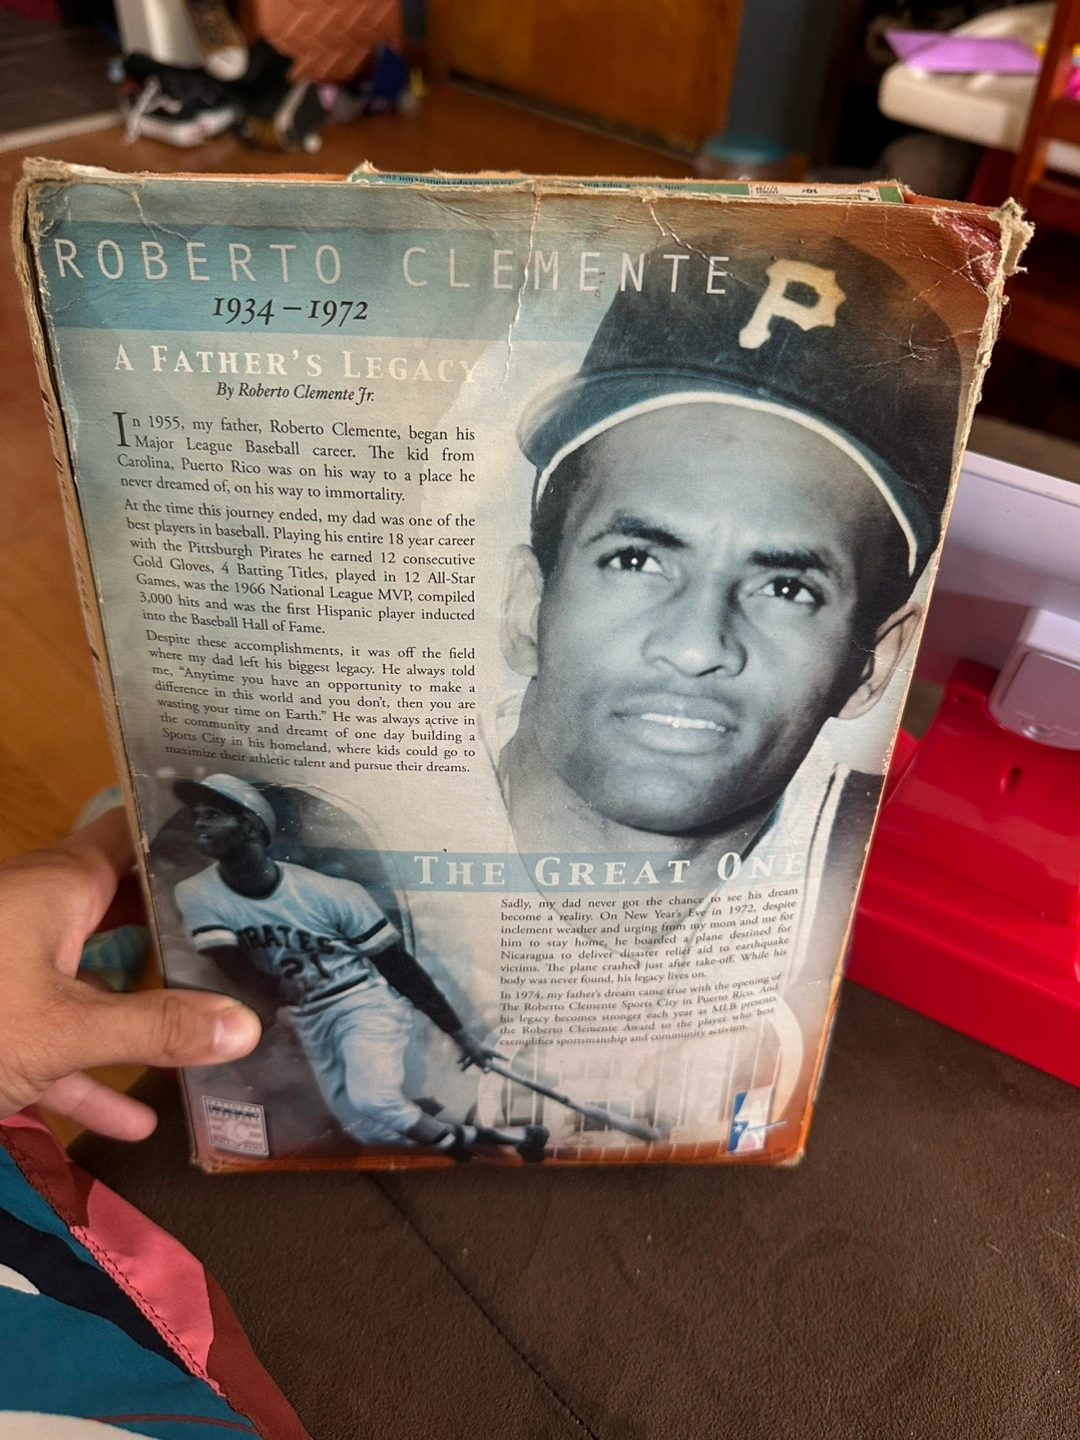 ROBERTO CLEMENTE
1934–1972
A FATHER'S LEGACY
By Roberto Clemente Jr.
In 1955, my father, Roberto Clemente, began his
Major League Baseball career. The kid from
Carolina, Puerto Rico was on his way to a place he
never dreamed of, on his way to immortality.
At the time this journey ended, my dad was one of the
best players in baseball. Playing his entire 18 year career
with the Pittsburgh Pirates he earned 12 consecutive
Gold Gloves, 4 Batting Titles, played in 12 All-Star
Games, was the 1966 National League MVP, compiled
3,000 hits and was the first Hispanic player inducted
into the Baseball Hall of Fame.
Despite these accomplishments, it was off the field
where my dad left his biggest legacy. He always told
me, “Anytime you have an opportunity to make a
difference in this world and you don't, then you are
wasting your time on Earth.” He was always active in
the community and dreamt of one day building a
Sports City in his homeland, where kids could go to
maximize their athletic talent and pursue their dreams.
P
THE GREAT ONE
Sadly, my dad never got the chance to see his dream
become a reality. On New Year's Eve in 1972, despite
inclement weather and urging from my mom and me for
him to stay home, he boarded a plane destined for
Nicaragua to deliver disaster relief aid to earthquake
victims. The plane crashed just after take-off. While his
body was never found, his legacy lives on.
In 1974, my father's dream came true with the opening of
The Roberto Clemente Sports City in Puerto Rico. And
his legacy becomes stronger each year as MLB presents
the Roberto Clemente Award to the player who best
exemplifies sportsmanship and community activism.
PIRATES
21